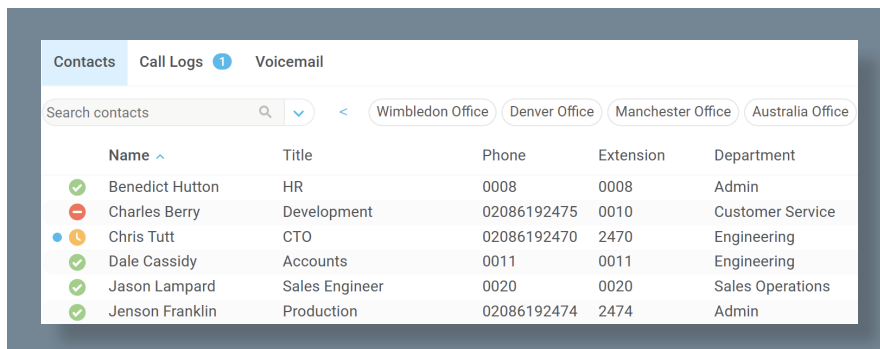 Contacts Call Logs 1 Voicemail
Search contacts < Wimbledon Office Denver Office Manchester Office Australia Office
Name Title Phone Extension Department
Benedict Hutton HR 0008 0008 Admin
Charles Berry Development 02086192475 0010 Customer Service
Chris Tutt CTO 02086192470 2470 Engineering
Dale Cassidy Accounts 0011 0011 Engineering
Jason Lampard Sales Engineer 0020 0020 Sales Operations
Jenson Franklin Production 02086192474 2474 Admin